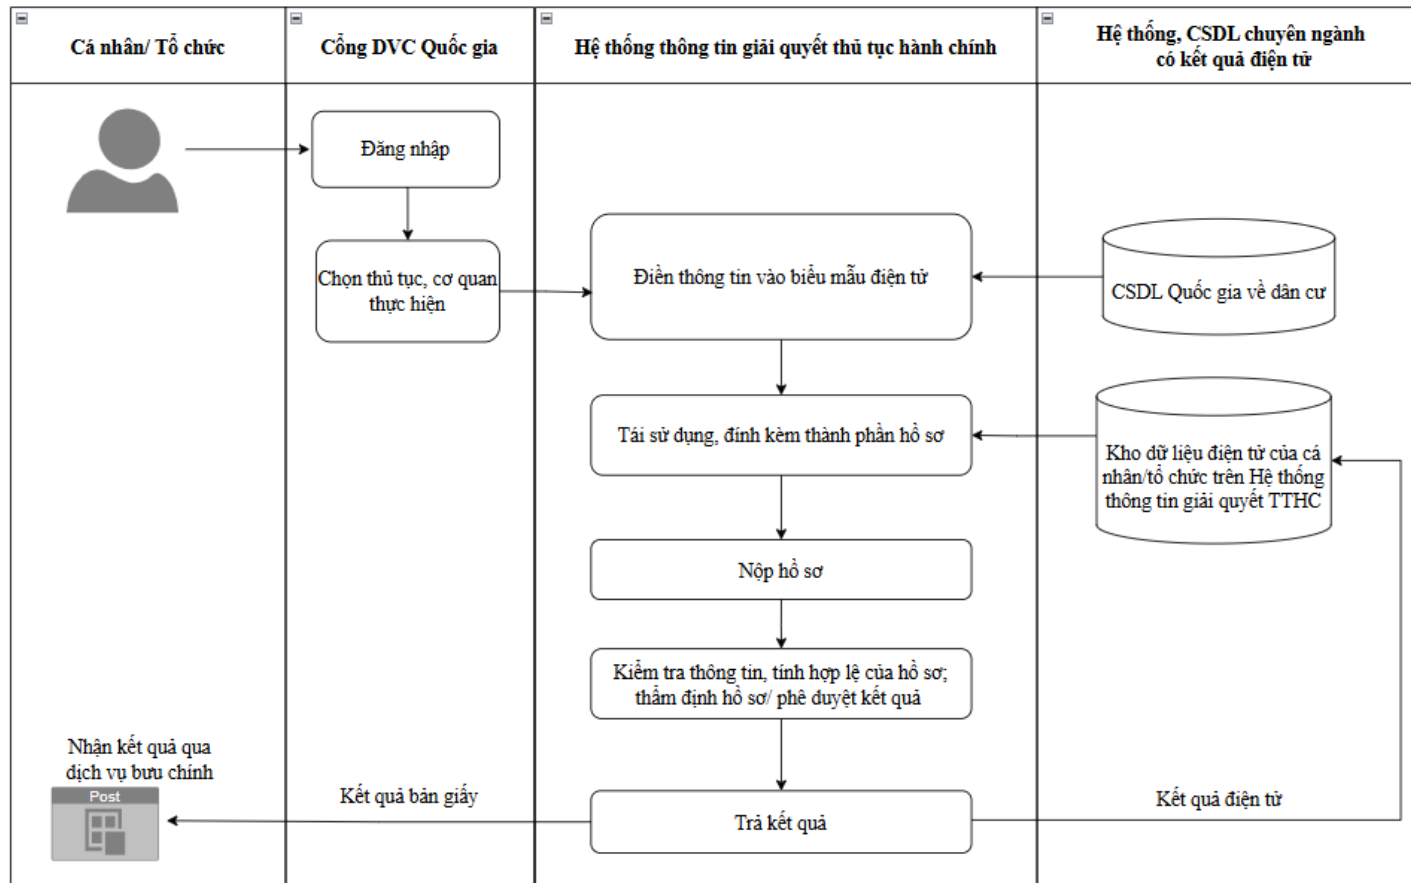 Cá nhân/ Tổ chức
Cổng DVC Quốc gia
Hệ thống thông tin giải quyết thủ tục hành chính
Hệ thống, CSDL chuyên ngành
có kết quả điện tử
Đăng nhập
Chọn thủ tục, cơ quan
thực hiện
Điền thông tin vào biểu mẫu điện tử
CSDL Quốc gia về dân cư
Tái sử dụng, đính kèm thành phần hồ sơ
Kho dữ liệu điện tử của cá
nhân/tổ chức trên Hệ thống
thông tin giải quyết TTHC
Nộp hồ sơ
Kiểm tra thông tin, tính hợp lệ của hồ sơ;
thẩm định hồ sơ/ phê duyệt kết quả
Nhận kết quả qua
dịch vụ bưu chính
Post
Kết quả bản giấy
Trả kết quả
Kết quả điện tử